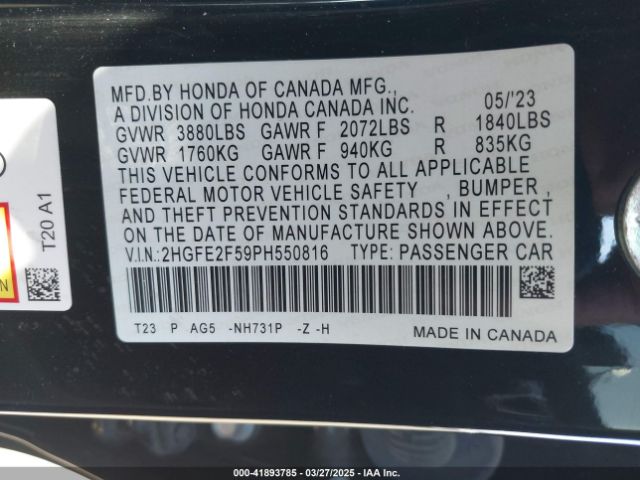 MFD.BY HONDA OF CANADA MFG.,
A DIVISION OF HONDA CANADA INC. 05/'23
GVWR 3880LBS GAWR F 2072LBS R 1840LBS
GVWR 1760KG GAWR F 940KG R 835KG
THIS VEHICLE CONFORMS TO ALL APPLICABLE
FEDERAL MOTOR VEHICLE SAFETY , BUMPER ,
AND THEFT PREVENTION STANDARDS IN EFFECT
ON THE DATE OF MANUFACTURE SHOWN ABOVE.
V.I.N.:2HGFE2F59PH550816 TYPE: PASSENGER CAR
T23 P AG5 -NH731P -Z -H
MADE IN CANADA
T20 A1
000-41893785 - 03/27/2025 - IAA Inc.